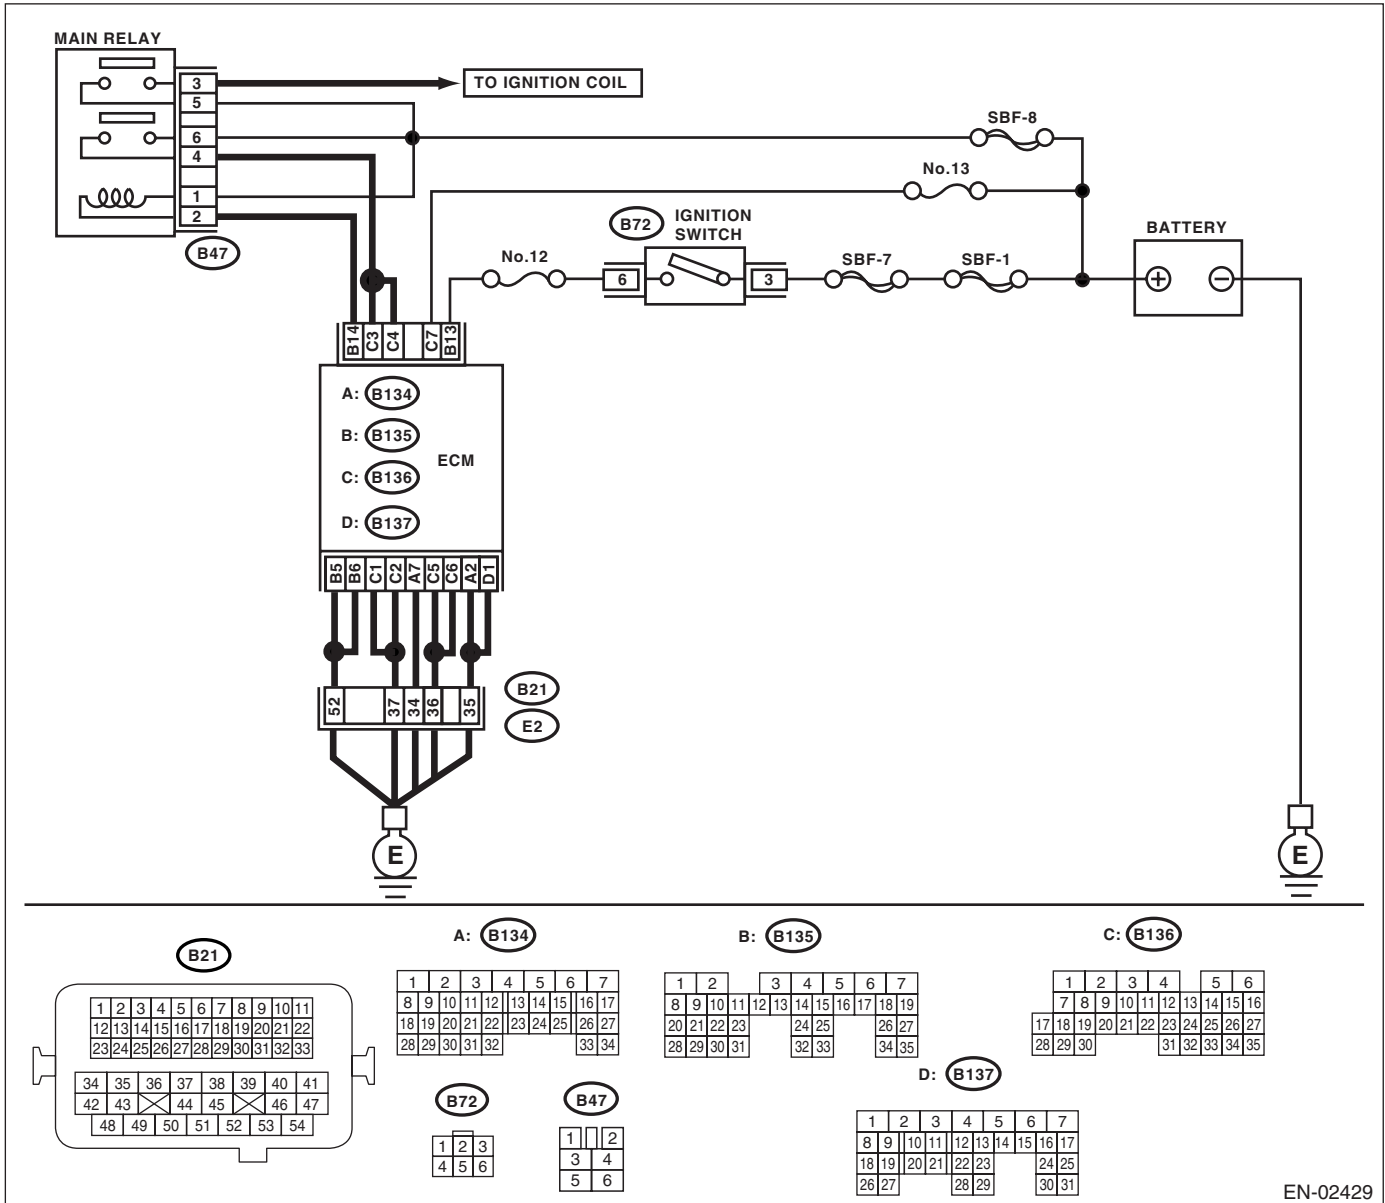 MAIN RELAY
3
5
6
4
1
2
B47
TO IGNITION COIL
SBF-8
No.13
B72
IGNITION
SWITCH
No.12
6
3
SBF-7
SBF-1
BATTERY
+ −
B14 C3 C4 C7 B13
A: B134
B: B135
C: B136
D: B137
ECM
B5 B6 C1 C2 A7 C5 C6 A2 D1
52 37 34 36 35
B21
E2
E
E
B21
1 2 3 4 5 6 7 8 9 10 11
12 13 14 15 16 17 18 19 20 21 22
23 24 25 26 27 28 29 30 31 32 33
34 35 36 37 38 39 40 41
42 43 44 45 46 47
48 49 50 51 52 53 54
A: B134
1 2 3 4 5 6 7
8 9 10 11 12 13 14 15 16 17
18 19 20 21 22 23 24 25 26 27
28 29 30 31 32 33 34
B: B135
1 2 3 4 5 6 7
8 9 10 11 12 13 14 15 16 17 18 19
20 21 22 23 24 25 26 27
28 29 30 31 32 33 34 35
C: B136
1 2 3 4 5 6
7 8 9 10 11 12 13 14 15 16
17 18 19 20 21 22 23 24 25 26 27
28 29 30 31 32 33 34 35
B72
1 2 3
4 5 6
B47
1 2
3 4
5 6
D: B137
1 2 3 4 5 6 7
8 9 10 11 12 13 14 15 16 17
18 19 20 21 22 23 24 25
26 27 28 29 30 31
EN-02429